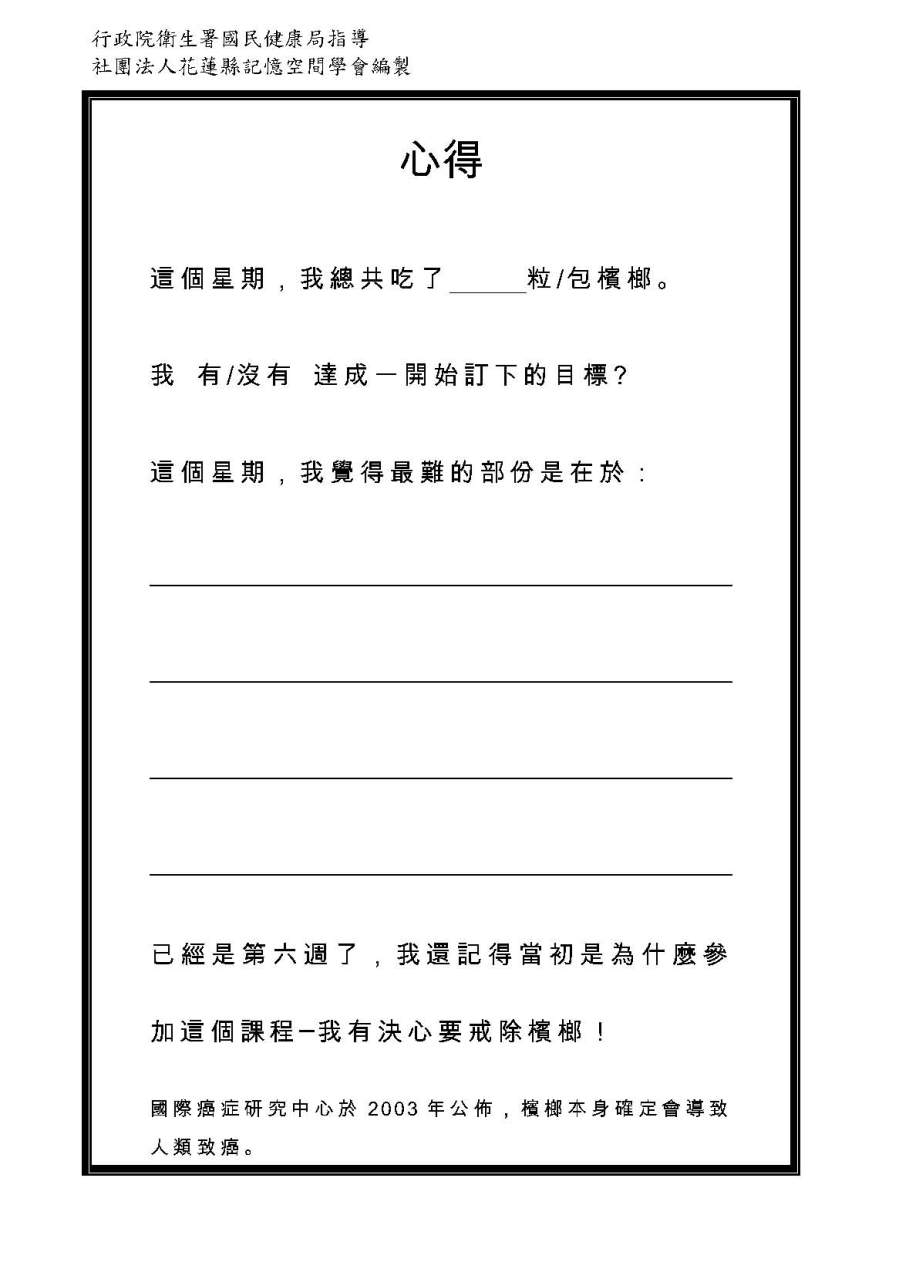 行政院衛生署國民健康局指導
社團法人花蓮縣記憶空間學會編製
心得
這個星期，我總共吃了______粒/包檳榔。
我 有/沒有 達成一開始訂下的目標?
這個星期，我覺得最難的部份是在於：
已經是第六週了，我還記得當初是為什麼參
加這個課程–我有決心要戒除檳榔！
國際癌症研究中心於 2003 年公佈，檳榔本身確定會導致
人類致癌。